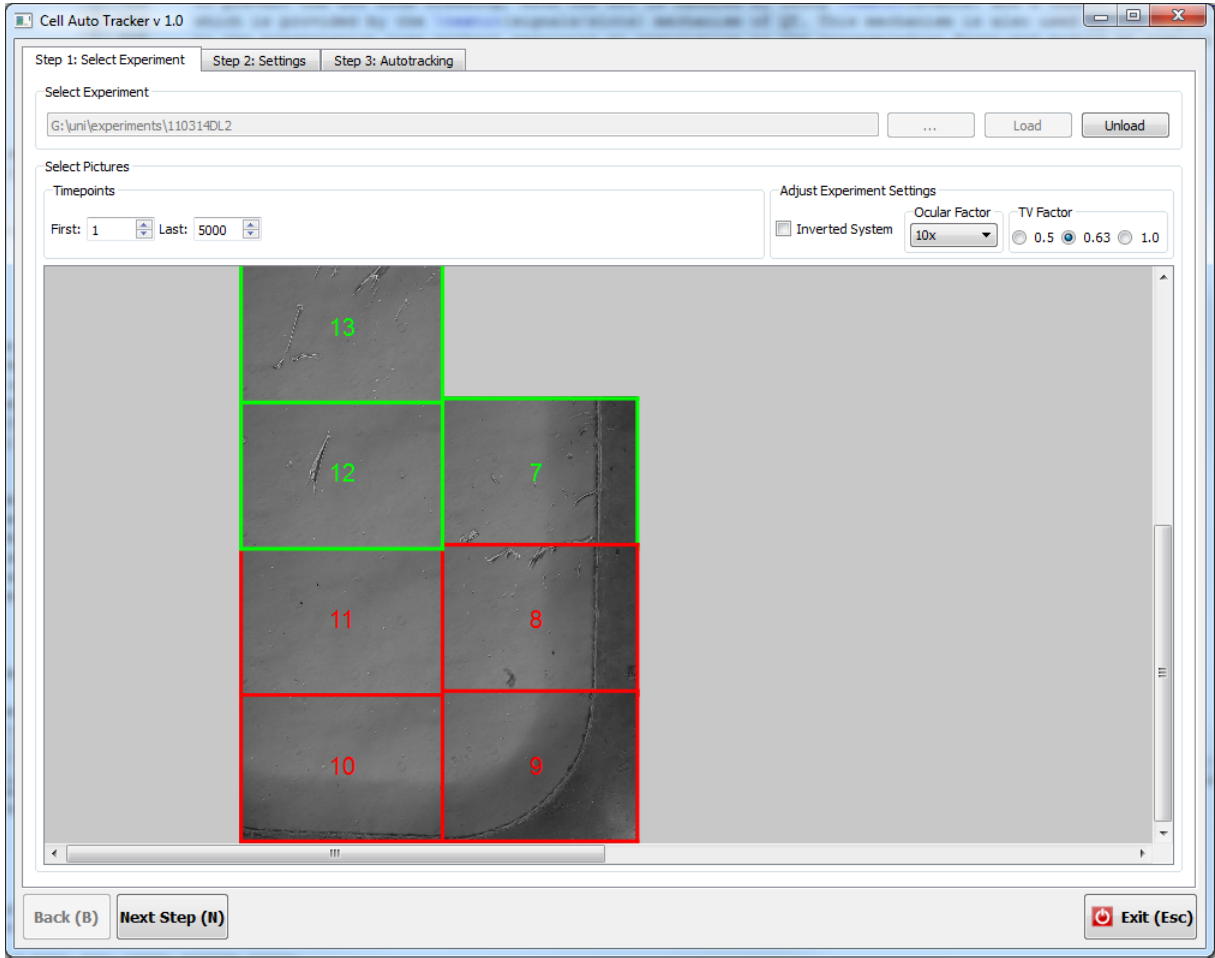 Cell Auto Tracker v 1.0
Step 1: Select Experiment Step 2: Settings Step 3: Autotracking
Select Experiment
G:\uni\experiments\110314DL2 ... Load Unload
Select Pictures
Timepoints
First: 1 Last: 5000
Adjust Experiment Settings
Ocular Factor TV Factor
Inverted System 10x 0.5 0.63 1.0
13
12 7
11 8
10 9
Back (B) Next Step (N) Exit (Esc)